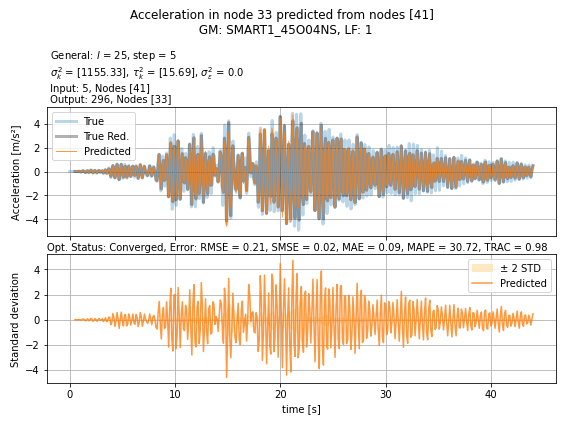 Acceleration in node 33 predicted from nodes [41]
GM: SMART1_45O04NS, LF: 1
General: l = 25, step = 5
σ²ₖ = [1155.33], τ²ₖ = [15.69], σ²ε = 0.0
Input: 5, Nodes [41]
Output: 296, Nodes [33]
Acceleration [m/s²]
4
2
0
−2
−4
True
True Red.
Predicted
Opt. Status: Converged, Error: RMSE = 0.21, SMSE = 0.02, MAE = 0.09, MAPE = 30.72, TRAC = 0.98
Standard deviation
4
2
0
−2
−4
± 2 STD
Predicted
0 10 20 30 40
time [s]